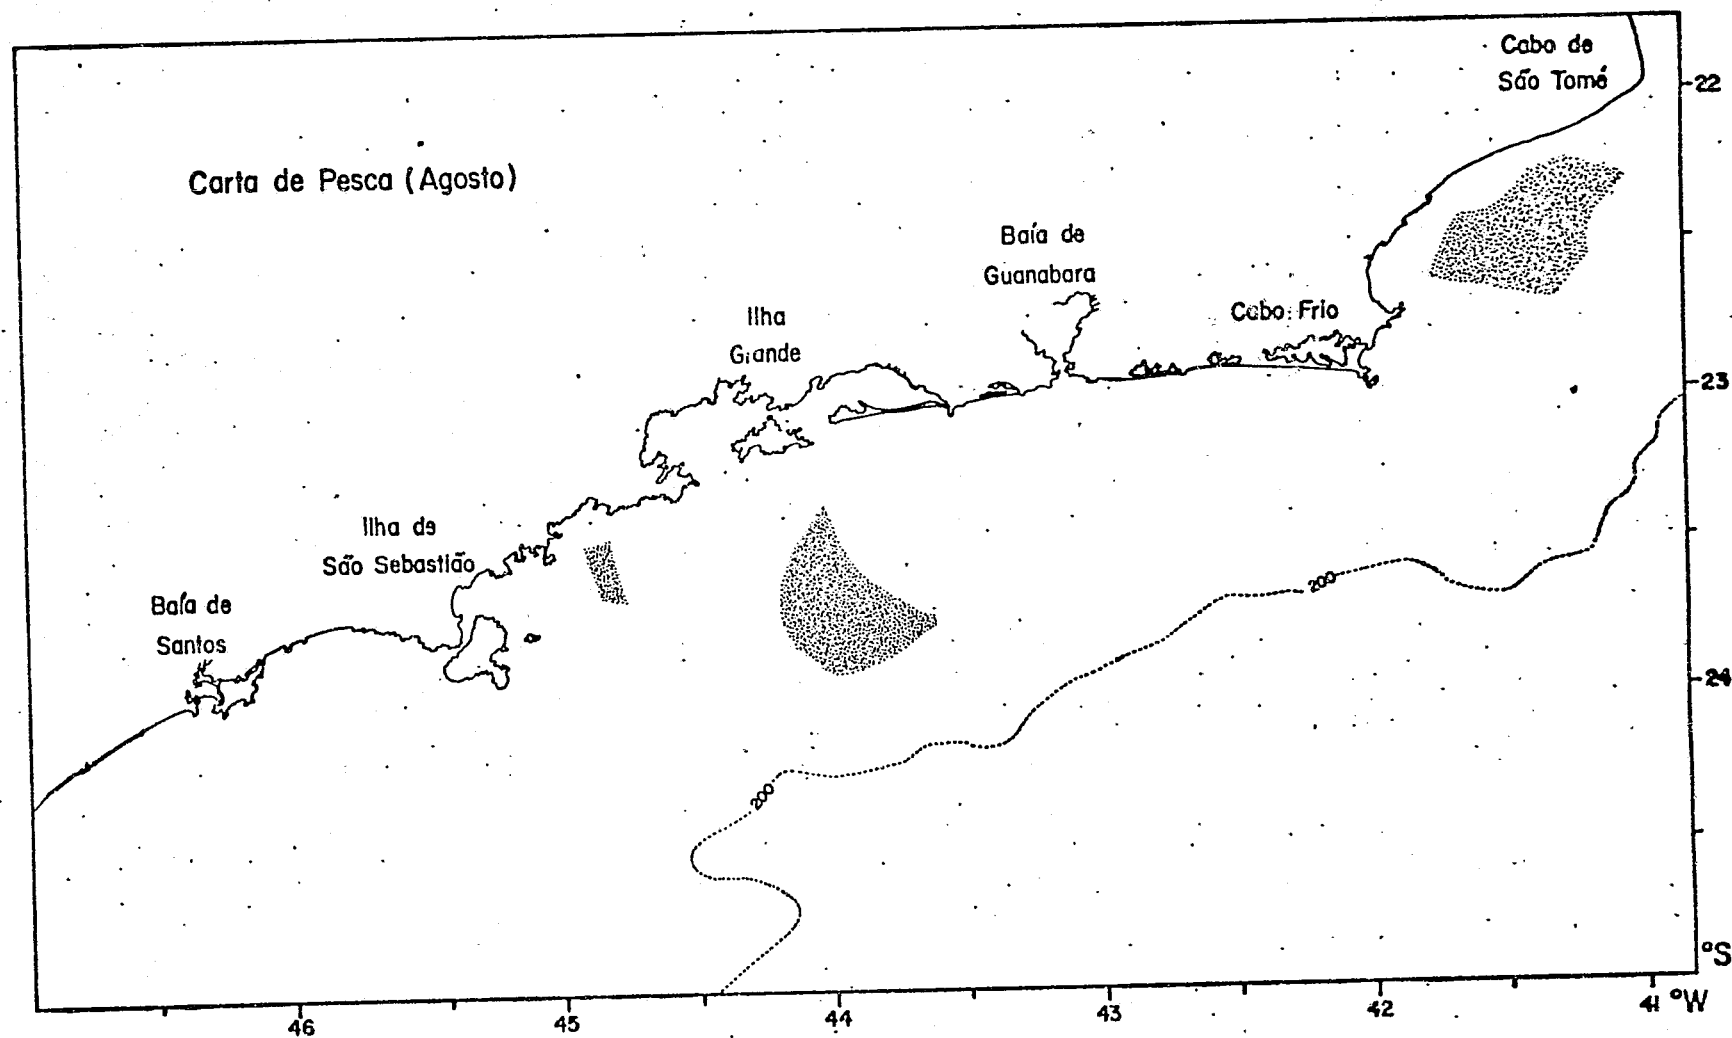 Cabo de
São Tomé
22
Carta de Pesca (Agosto)
Baía de
Guanabara
Ilha
Grande
Cabo Frio
23
Ilha de
São Sebastião
200
Baía de
Santos
24
200
°S
46
45
44
43
42
41 °W